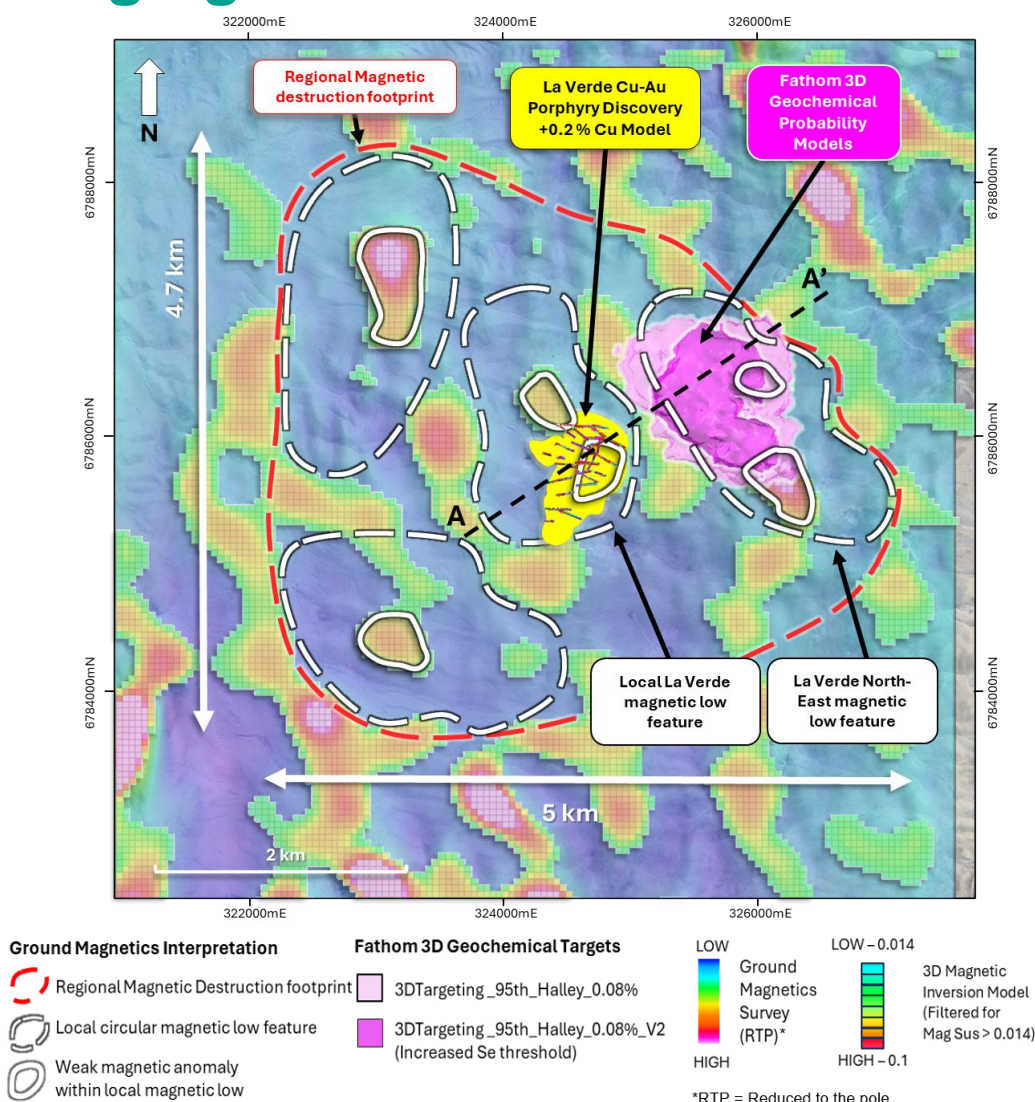 322000mE
324000mE
326000mE
N
Regional Magnetic
destruction footprint
La Verde Cu-Au
Porphyry Discovery
+0.2% Cu Model
Fathom 3D
Geochemical
Probability
Models
6788000mN
6788000mN
4.7 km
A'
6786000mN
6786000mN
A
Local La Verde
magnetic low
feature
La Verde North-
East magnetic
low feature
6784000mN
6784000mN
5 km
2 km
322000mE
324000mE
326000mE
Ground Magnetics Interpretation
Regional Magnetic Destruction footprint
Local circular magnetic low feature
Weak magnetic anomaly
within local magnetic low
Fathom 3D Geochemical Targets
3DTargeting_95th_Halley_0.08%
3DTargeting_95th_Halley_0.08%_V2
(Increased Se threshold)
LOW
Ground
Magnetics
Survey
(RTP)*
HIGH
LOW – 0.014
3D Magnetic
Inversion Model
(Filtered for
Mag Sus > 0.014)
HIGH – 0.1
*RTP = Reduced to the pole